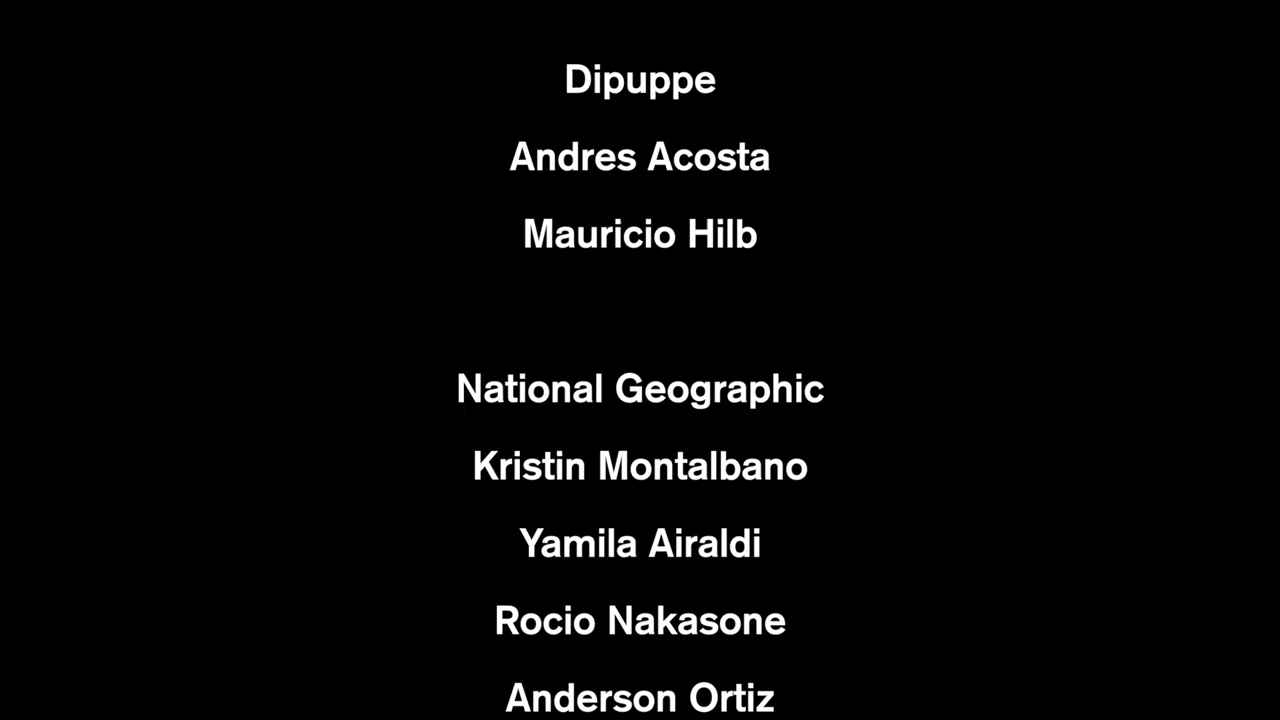 Dipuppe
Andres Acosta
Mauricio Hilb
National Geographic
Kristin Montalbano
Yamila Airaldi
Rocio Nakasone
Anderson Ortiz